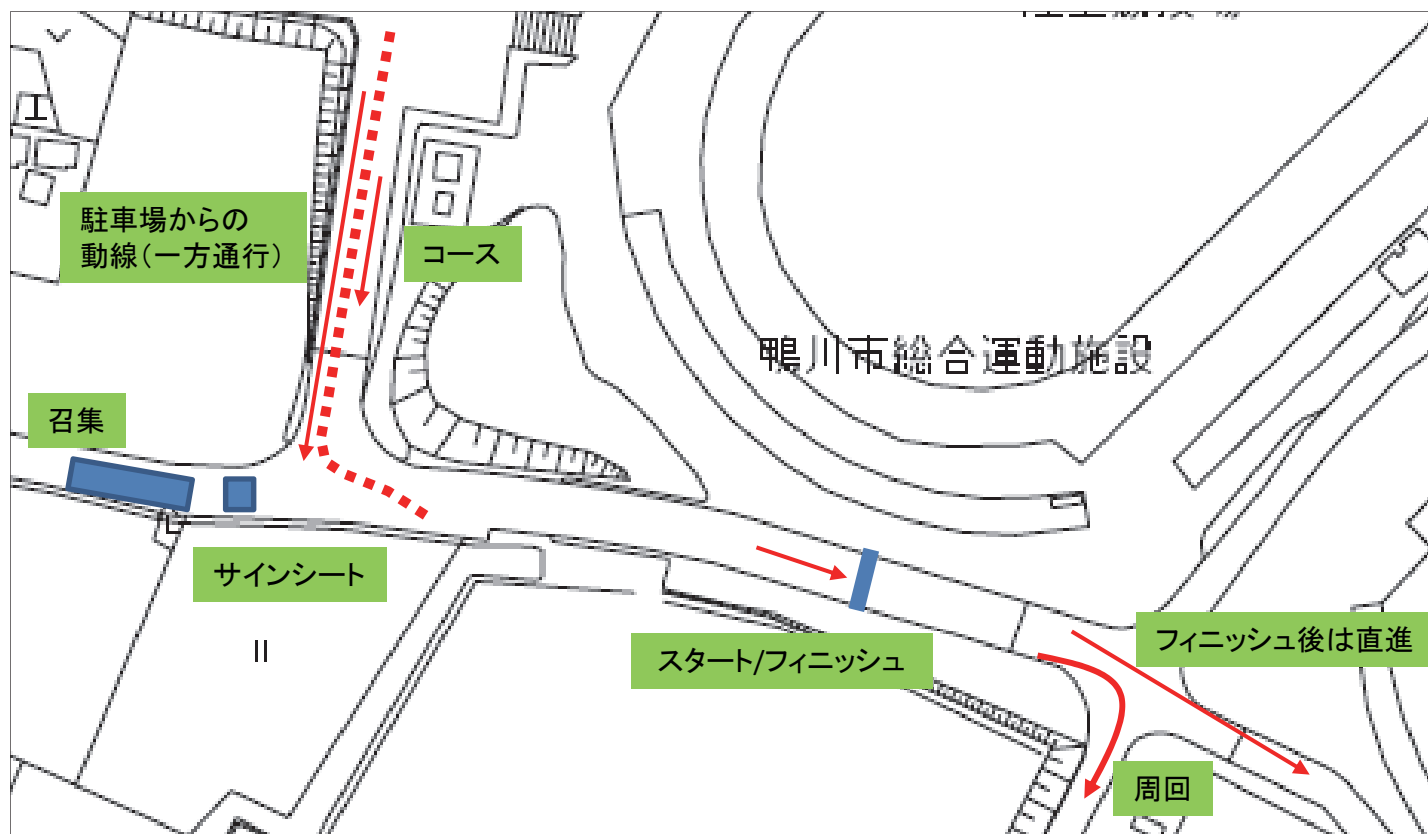 駐車場からの
動線(一方通行)
コース
鴨川市総合運動施設
召集
サインシート
スタート/フィニッシュ
フィニッシュ後は直進
周回